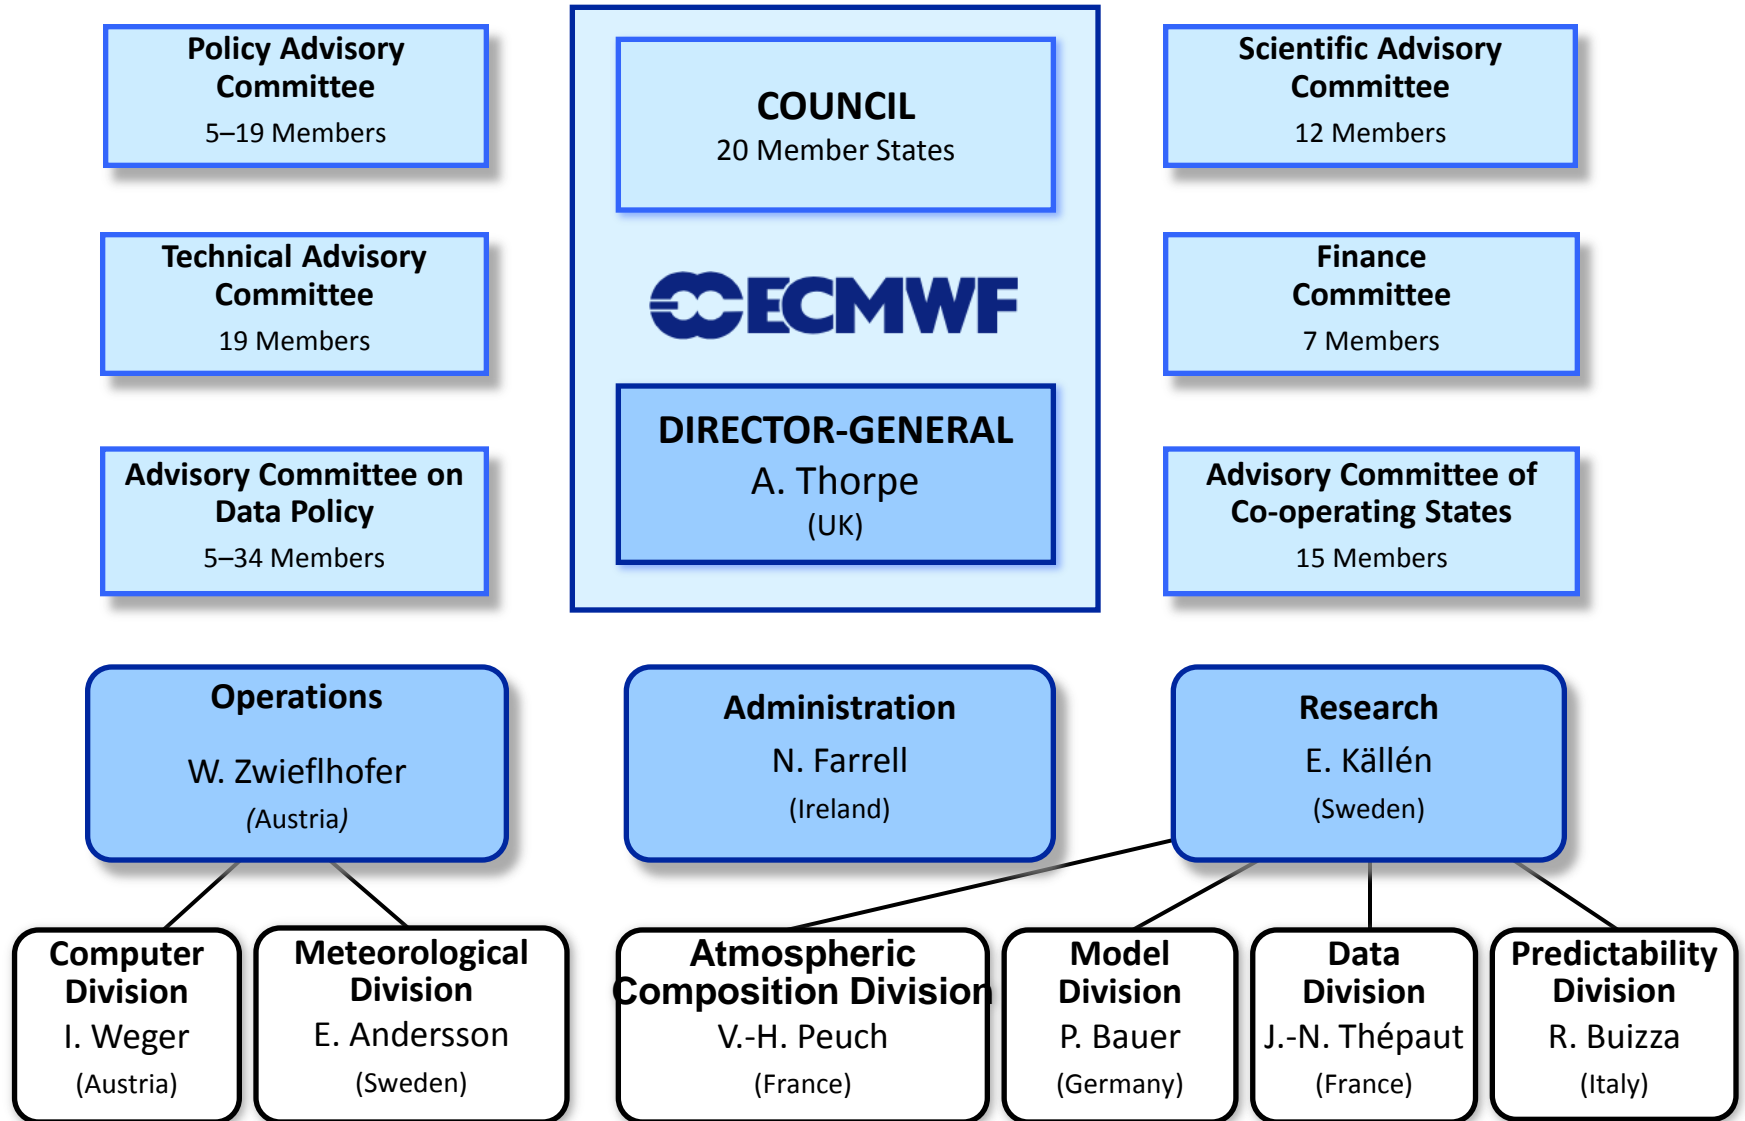 Policy Advisory
Committee
5–19 Members
COUNCIL
20 Member States
Scientific Advisory
Committee
12 Members
Technical Advisory
Committee
19 Members
ECMWF
Finance
Committee
7 Members
DIRECTOR-GENERAL
A. Thorpe
(UK)
Advisory Committee on
Data Policy
5–34 Members
Advisory Committee of
Co-operating States
15 Members
Operations
W. Zwieflhofer
(Austria)
Administration
N. Farrell
(Ireland)
Research
E. Källén
(Sweden)
Computer
Division
I. Weger
(Austria)
Meteorological
Division
E. Andersson
(Sweden)
Atmospheric
Composition Division
V.-H. Peuch
(France)
Model
Division
P. Bauer
(Germany)
Data
Division
J.-N. Thépaut
(France)
Predictability
Division
R. Buizza
(Italy)